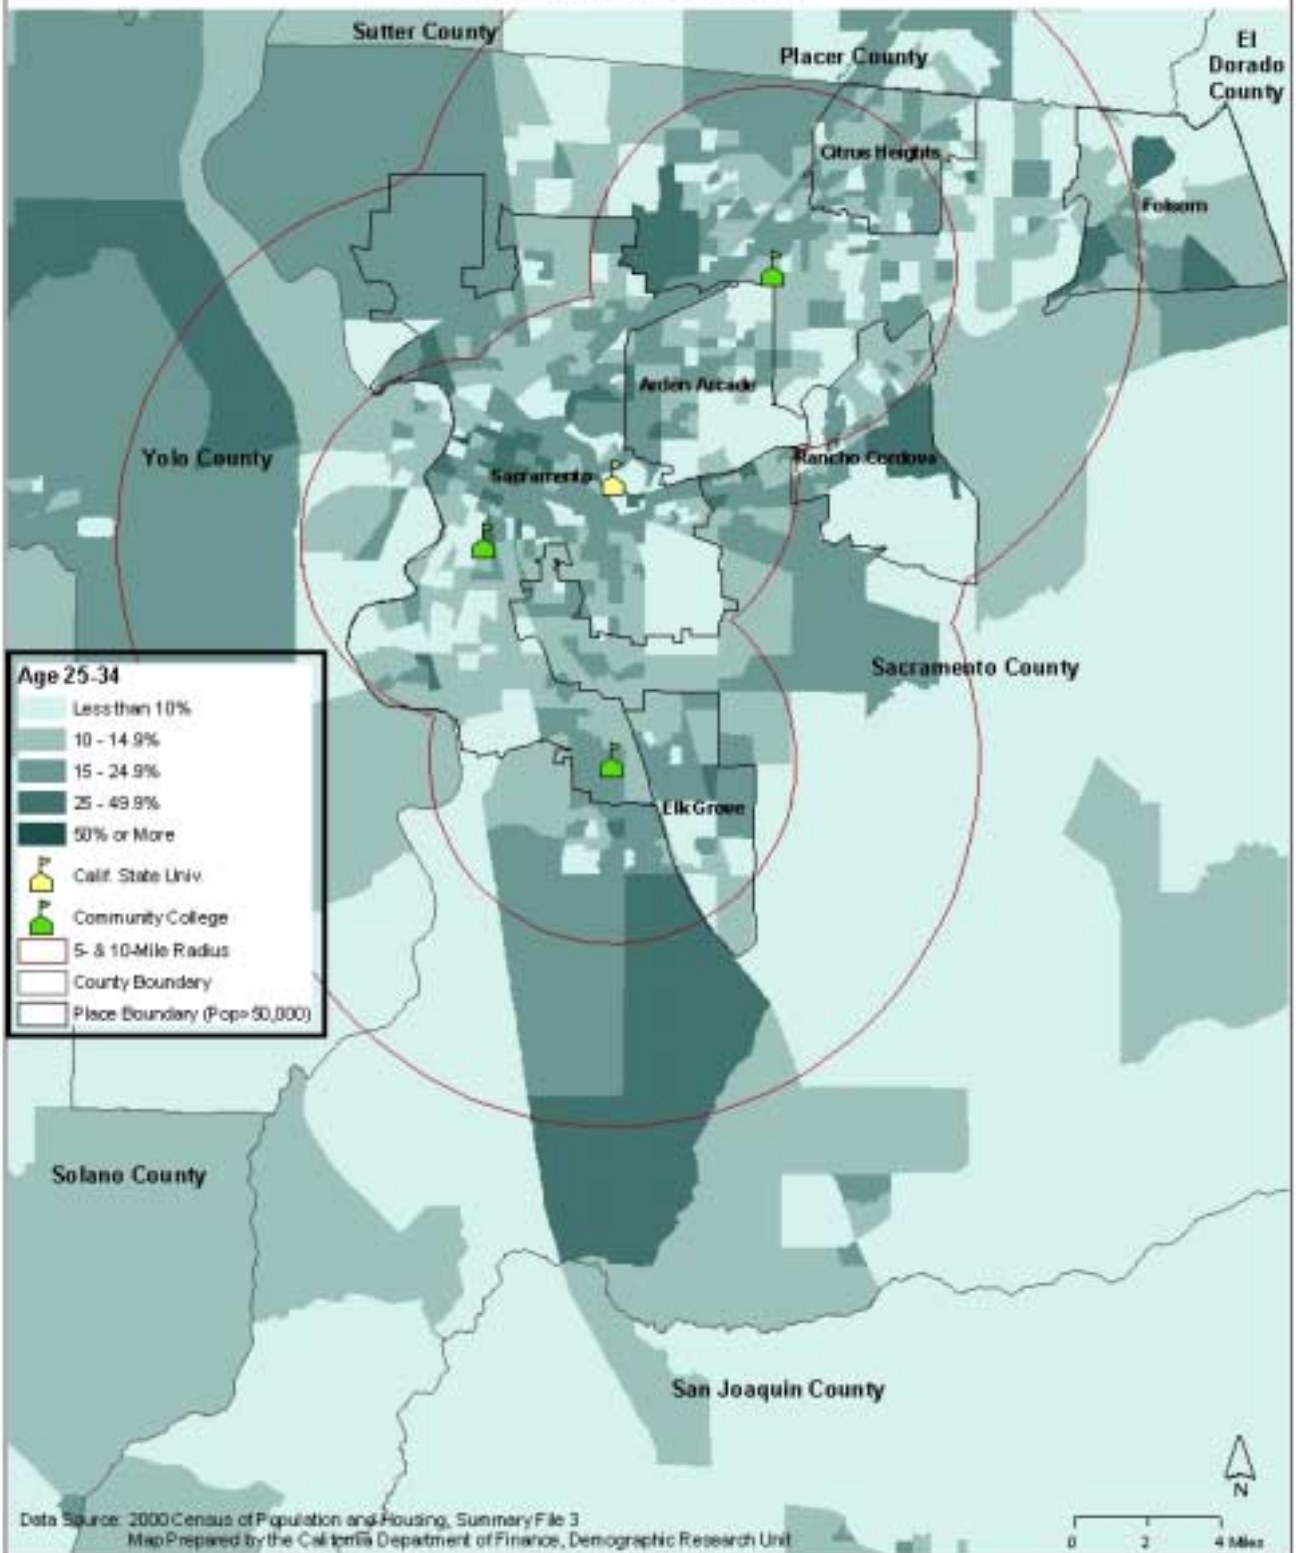 Sutter County
Placer County
El
Dorado
County
Citrus Heights
Folsom
Arden Arcade
Yolo County
Rancho Cordova
Sacramento
Sacramento County
Age 25-34
Less than 10%
10 - 14.9%
15 - 24.9%
25 - 49.9%
50% or More
Calif. State Univ.
Community College
5- & 10-Mile Radius
County Boundary
Place Boundary (Pop>50,000)
Elk Grove
Solano County
San Joaquin County
N
Data Source: 2000 Census of Population and Housing, Summary File 3
Map Prepared by the California Department of Finance, Demographic Research Unit
0 2 4 Miles